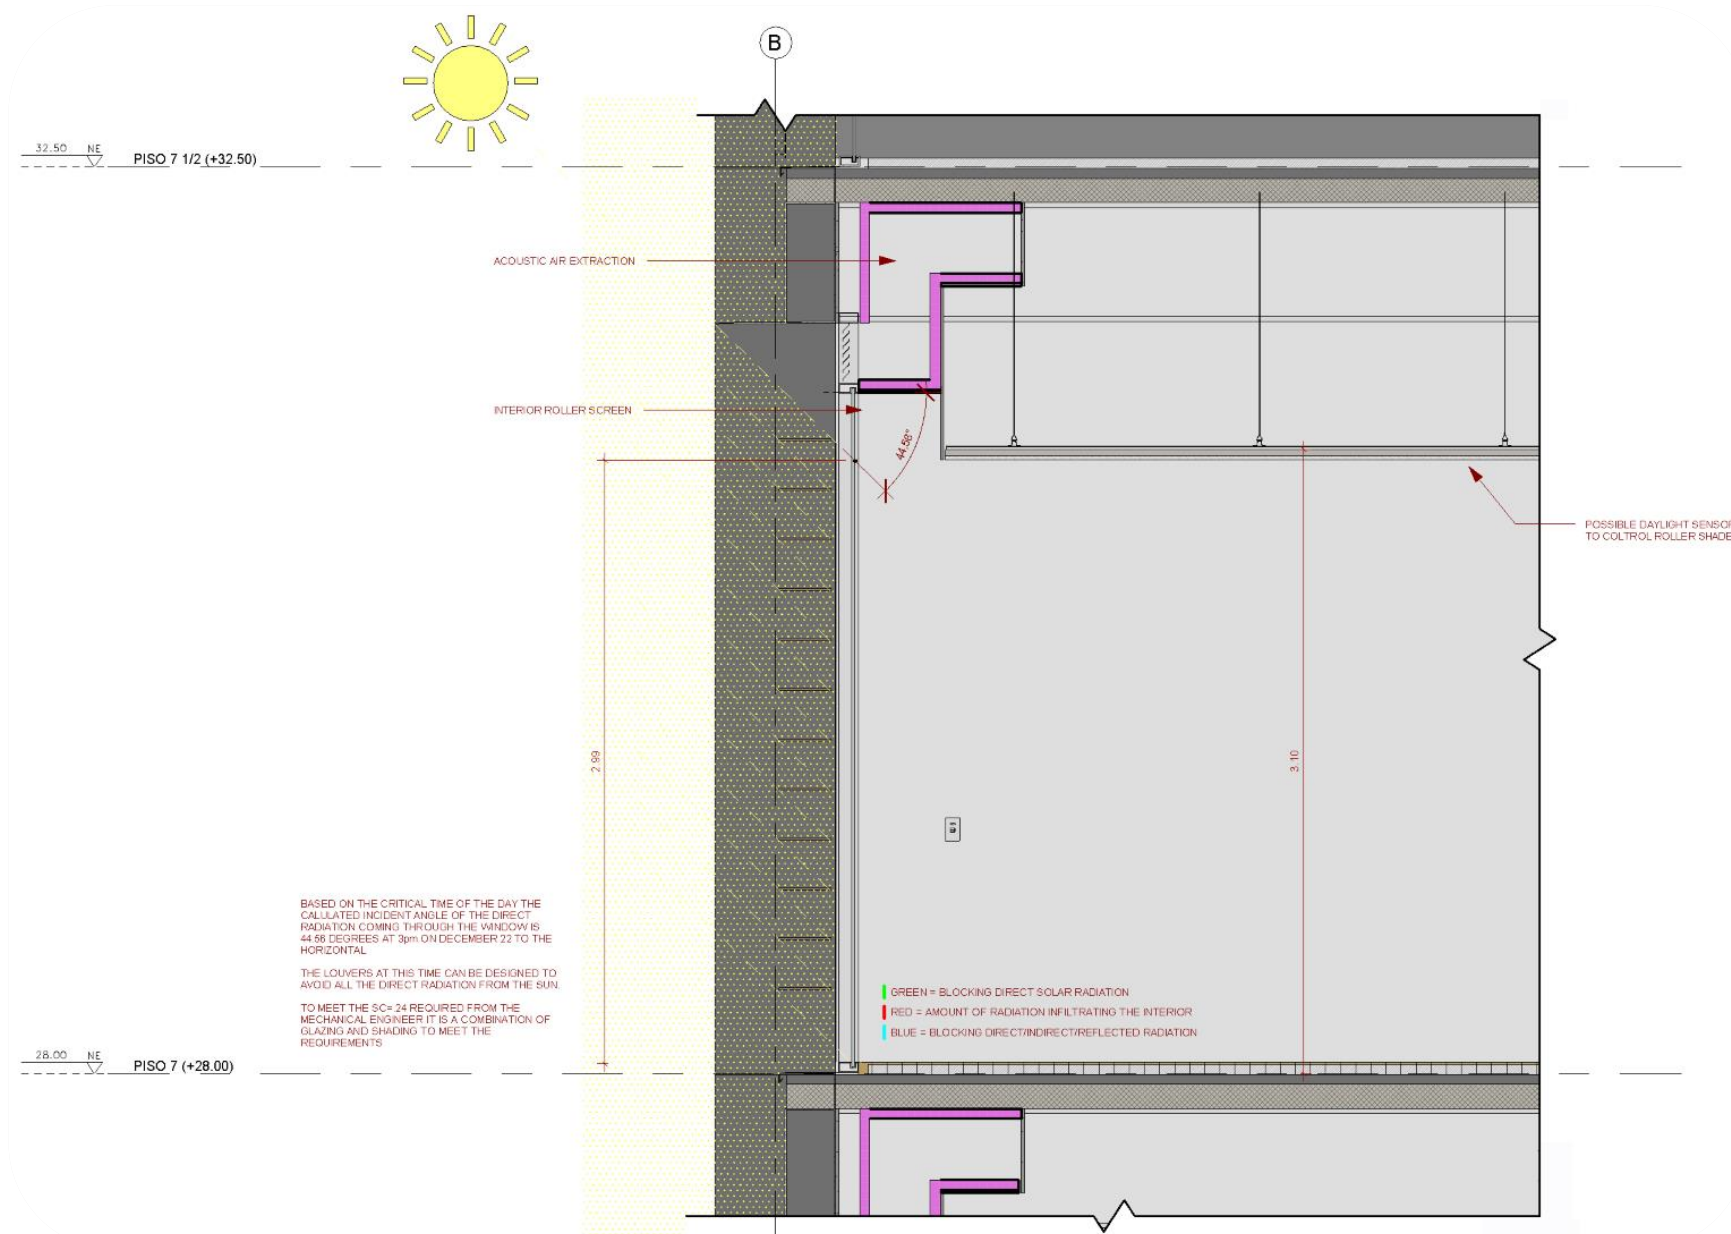 B
32.50 NE
PISO 7 1/2 (+32.50)
ACOUSTIC AIR EXTRACTION
INTERIOR ROLLER SCREEN
44.58°
POSSIBLE DAYLIGHT SENSOR
TO COLTROL ROLLER SHADE
2.99
3.10
BASED ON THE CRITICAL TIME OF THE DAY THE
CALULATED INCIDENT ANGLE OF THE DIRECT
RADIATION COMING THROUGH THE WINDOW IS
44.58 DEGREES AT 3pm ON DECEMBER 22 TO THE
HORIZONTAL
THE LOUVERS AT THIS TIME CAN BE DESIGNED TO
AVOID ALL THE DIRECT RADIATION FROM THE SUN
TO MEET THE SC=.24 REQUIRED FROM THE
MECHANICAL ENGINEER IT IS A COMBINATION OF
GLAZING AND SHADING TO MEET THE
REQUIREMENTS
GREEN = BLOCKING DIRECT SOLAR RADIATION
RED = AMOUNT OF RADIATION INFILTRATING THE INTERIOR
BLUE = BLOCKING DIRECT/INDIRECT/REFLECTED RADIATION
28.00 NE
PISO 7 (+28.00)